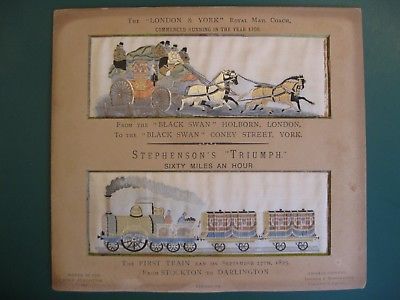 The "London & York" Royal Mail Coach,
commenced running in the year 1706.
From the "Black Swan" Holborn, London,
To the "Black Swan" Coney Street, York.
Stephenson's "Triumph."
Sixty Miles an Hour
The First Train ran on September 27th, 1825,
From Stockton to Darlington